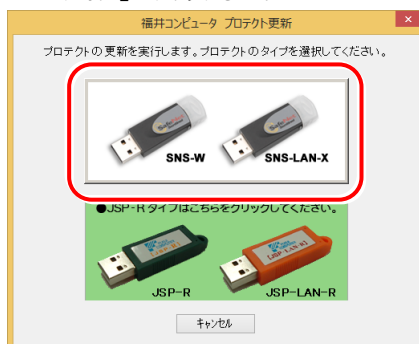 福井コンピュータ プロテクト更新
×
プロテクトの更新を実行します。プロテクトのタイプを選択してください。
SNS-W
SNS-LAN-X
●JSP-Rタイプはこちらをクリックしてください。
JSP-R
JSP-LAN-R
キャンセル